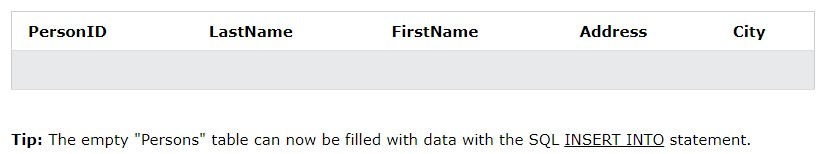 PersonID LastName FirstName Address City
Tip: The empty "Persons" table can now be filled with data with the SQL INSERT INTO statement.